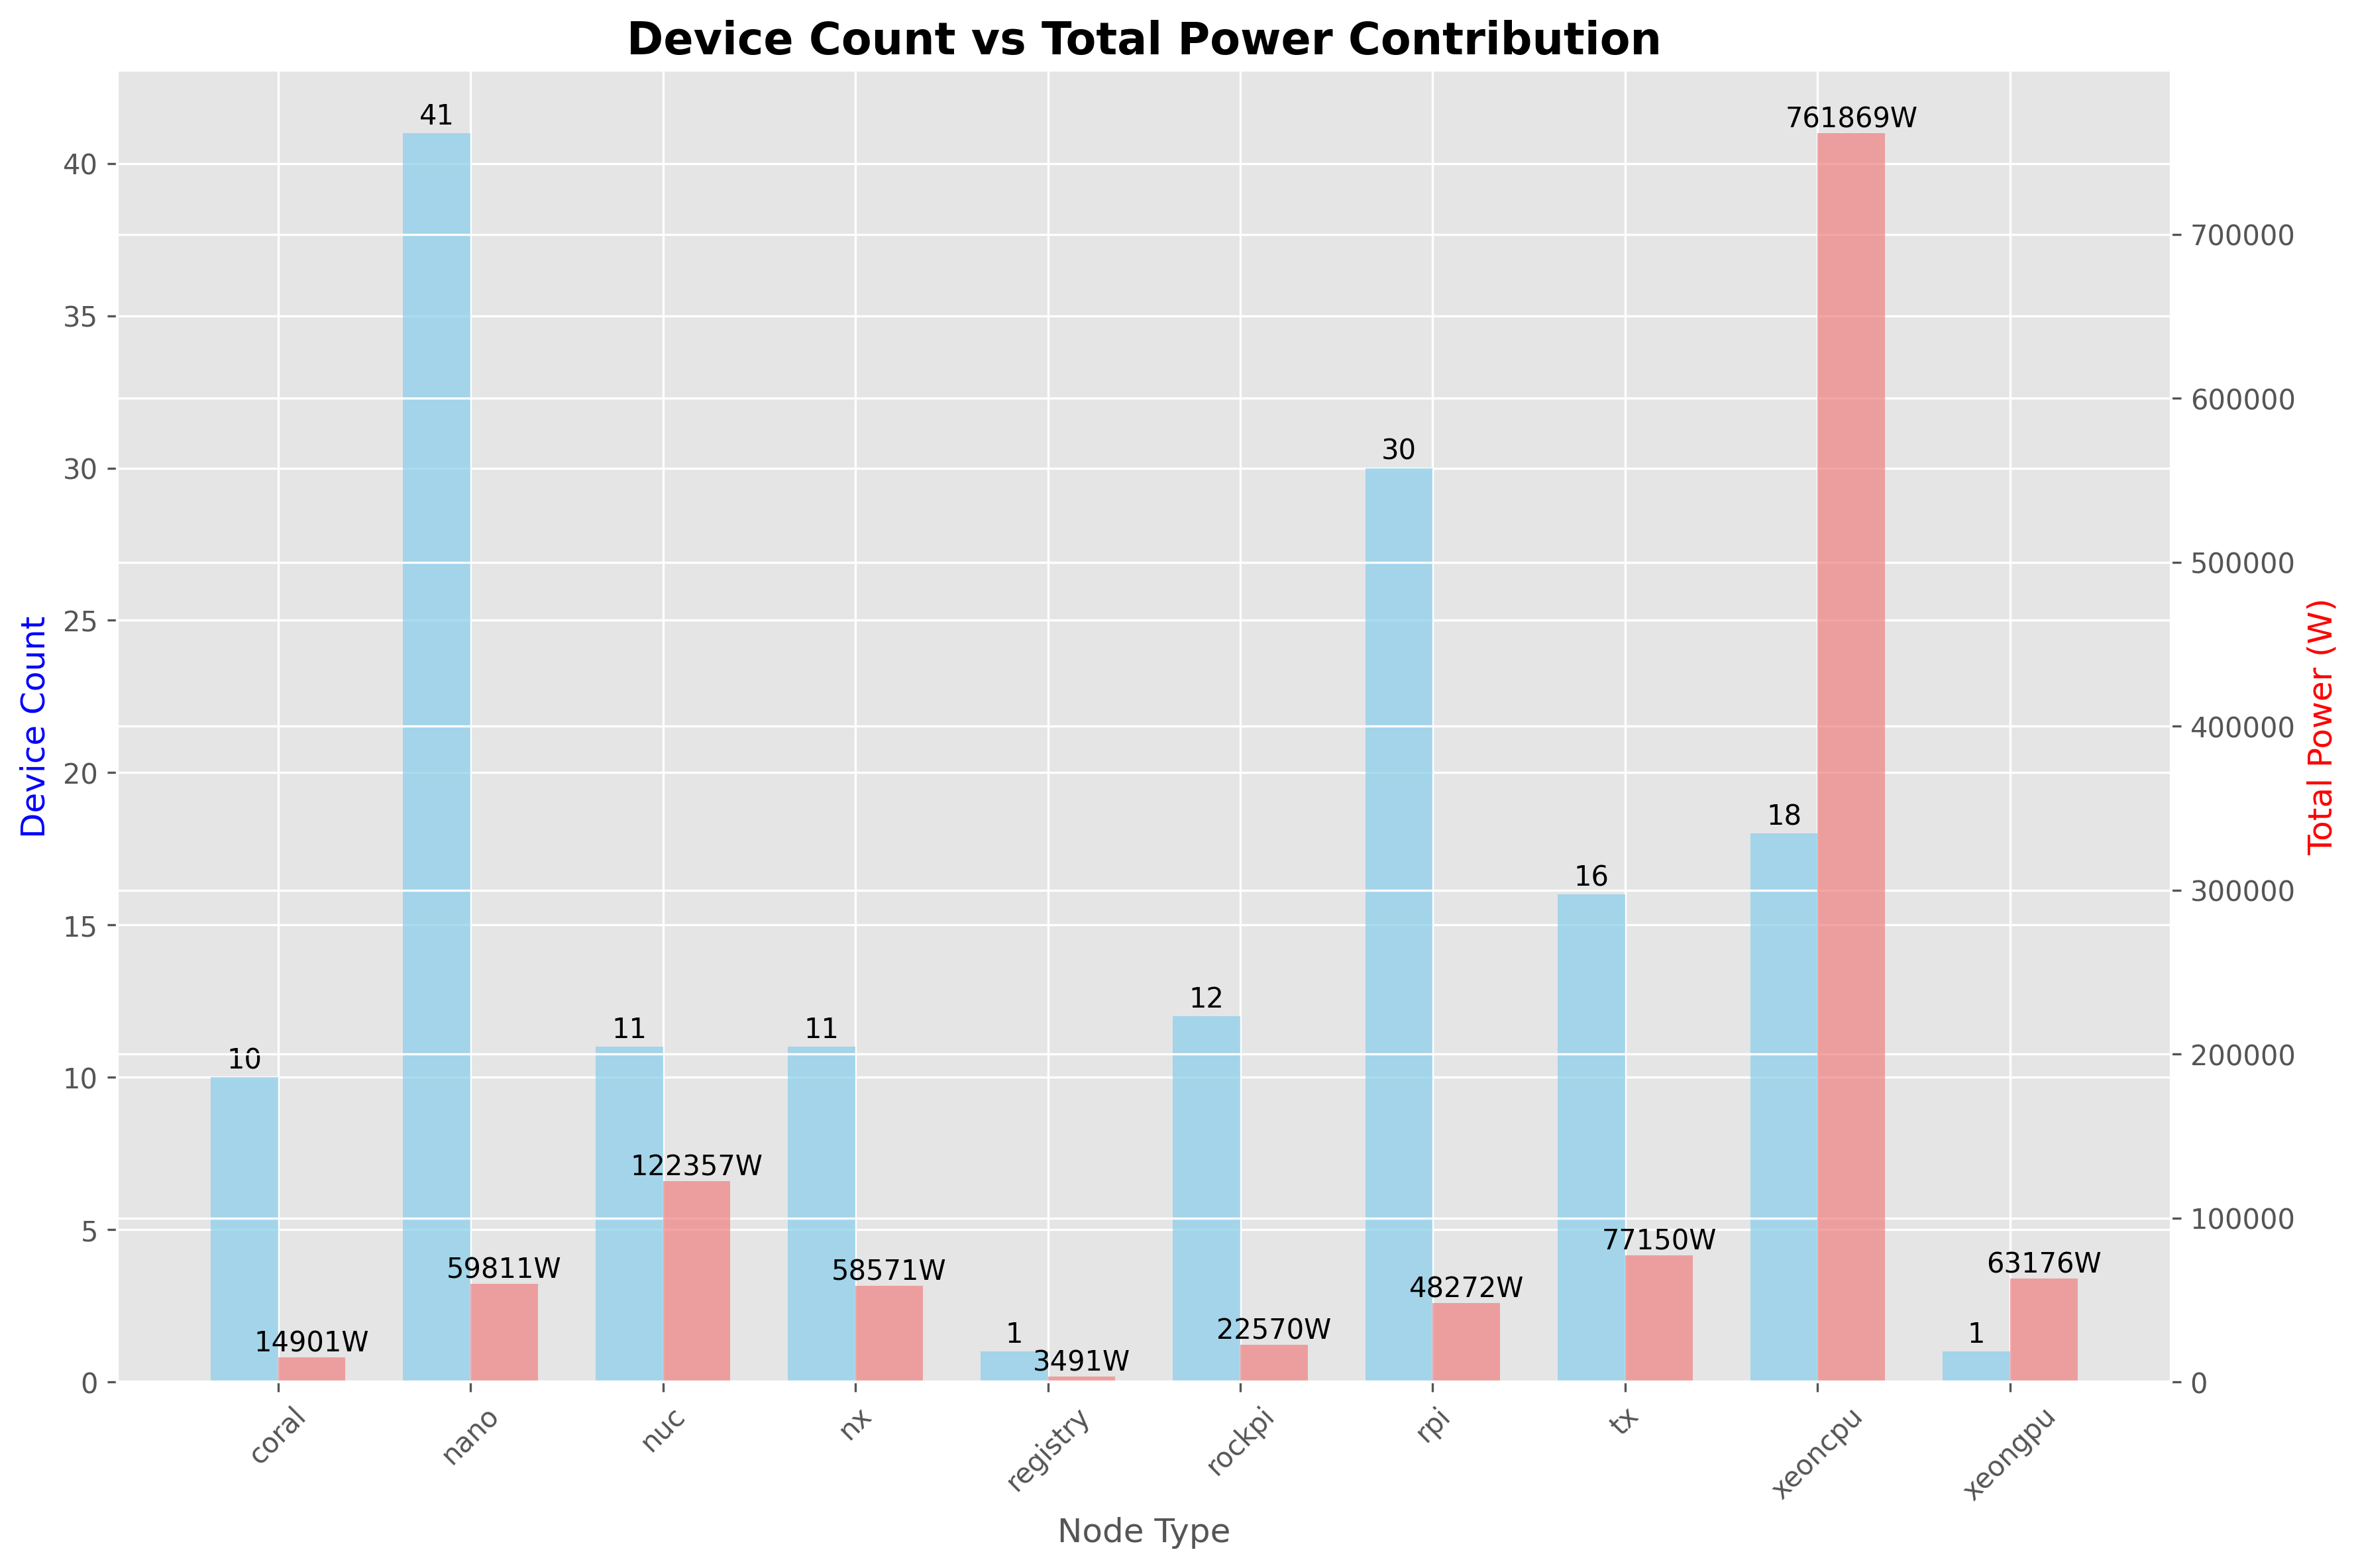 Device Count vs Total Power Contribution
Device Count
40
35
30
25
20
15
10
5
0
10
41
11
11
1
12
30
16
18
1
14901W
59811W
122357W
58571W
3491W
22570W
48272W
77150W
761869W
63176W
700000
600000
500000
400000
300000
200000
100000
0
Total Power (W)
coral
nano
nuc
nx
registry
rockpi
rpi
tx
xeoncpu
xeongpu
Node Type